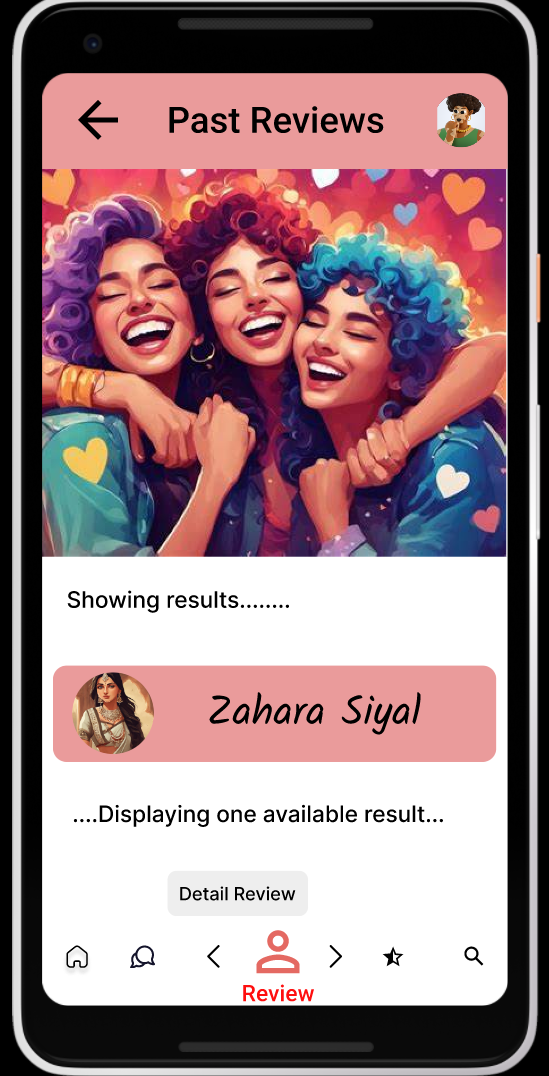 Past Reviews
Showing results........
Zahara Siyal
....Displaying one available result...
Detail Review
Review